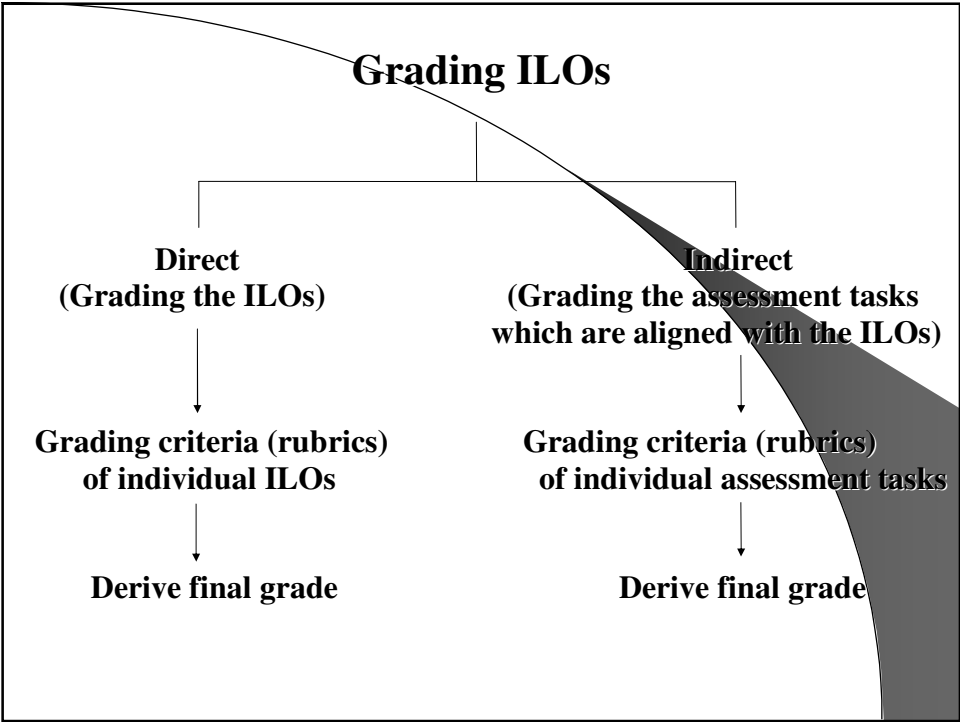 Grading ILOs
Direct
(Grading the ILOs)
Indirect
(Grading the assessment tasks
which are aligned with the ILOs)
Grading criteria (rubrics)
of individual ILOs
Grading criteria (rubrics)
of individual assessment tasks
Derive final grade
Derive final grade